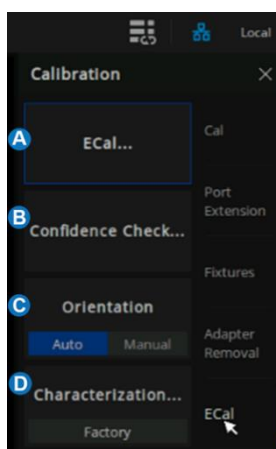 Local
Calibration
A
ECal...
Cal
B
Confidence Check...
Port
Extension
C
Orientation
Auto
Manual
Fixtures
Adapter
Removal
D
Characterization...
Factory
ECal